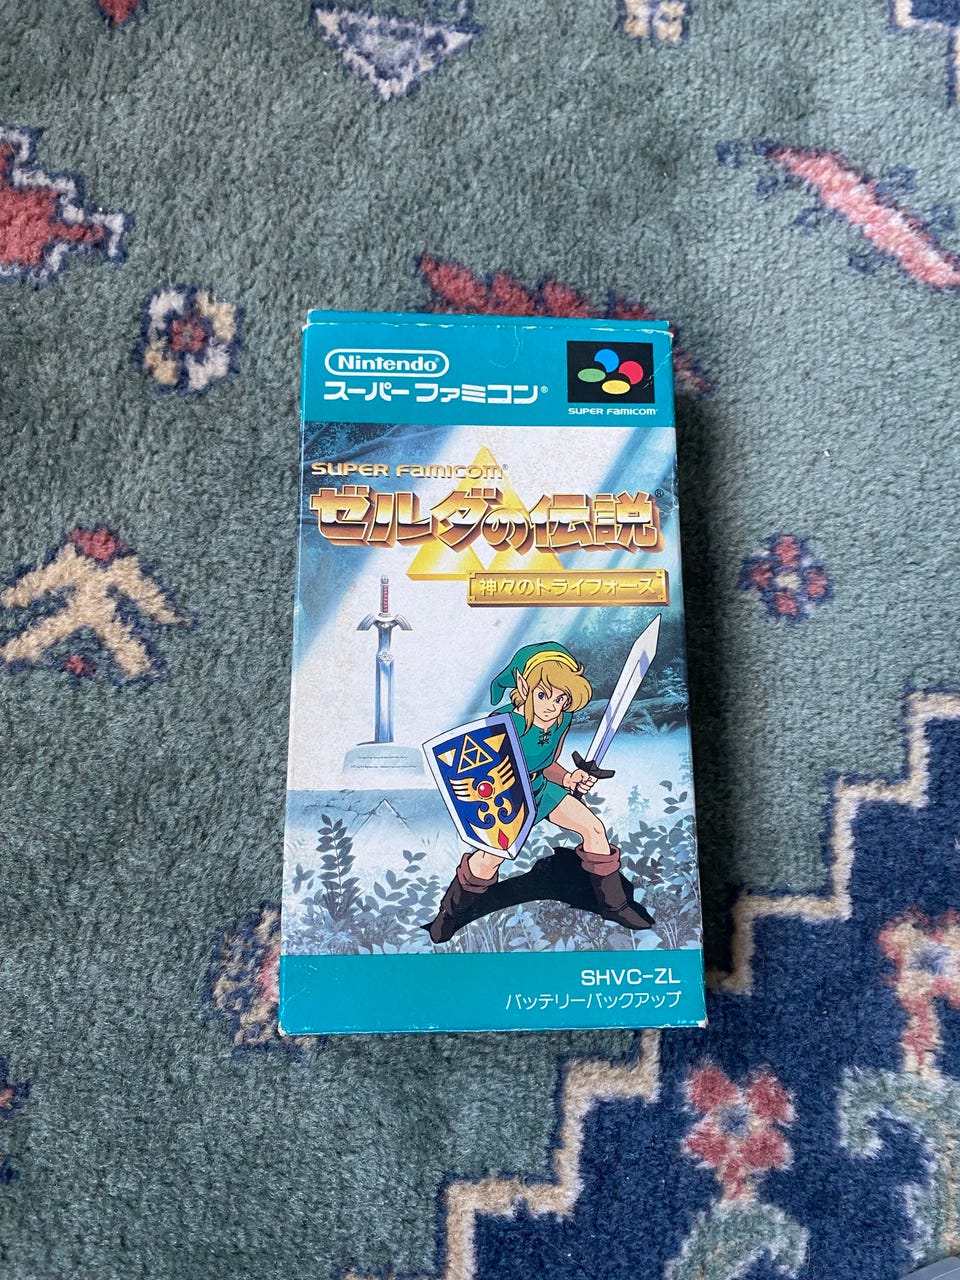 Nintendo®
スーパーファミコン®
SUPER FAMICOM
SUPER FAMICOM®
ゼルダの伝説®
神々のトライフォース
SHVC-ZL
バッテリーバックアップ